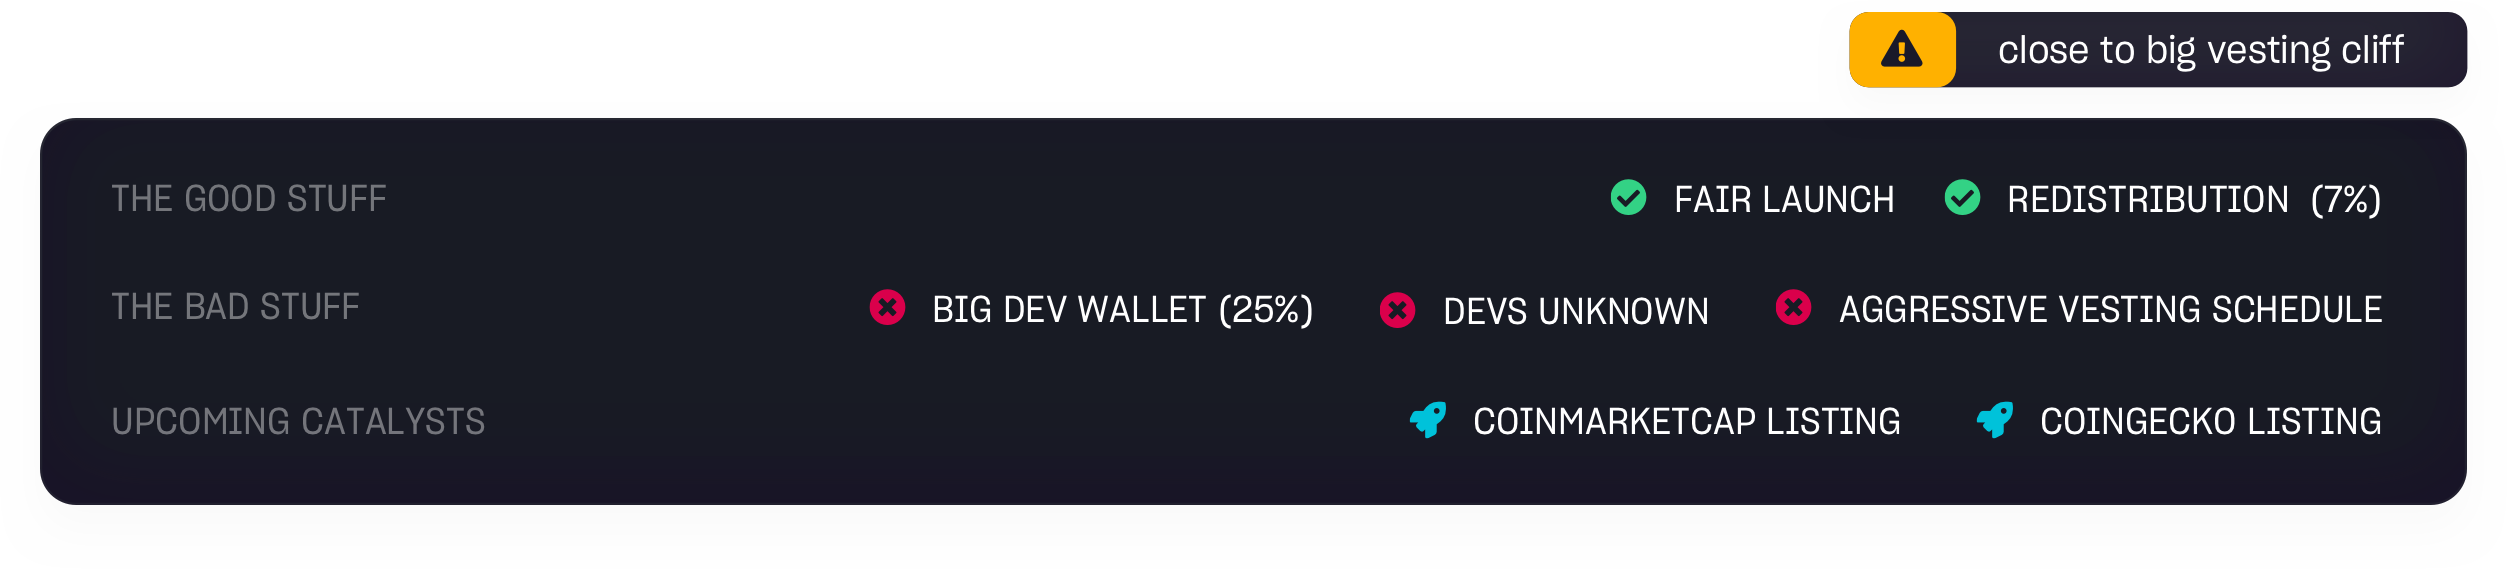 close to big vesting cliff
THE GOOD STUFF FAIR LAUNCH REDISTRIBUTION (7%)
THE BAD STUFF BIG DEV WALLET (25%) DEVS UNKNOWN AGGRESSIVE VESTING SCHEDULE
UPCOMING CATALYSTS COINMARKETCAP LISTING COINGECKO LISTING